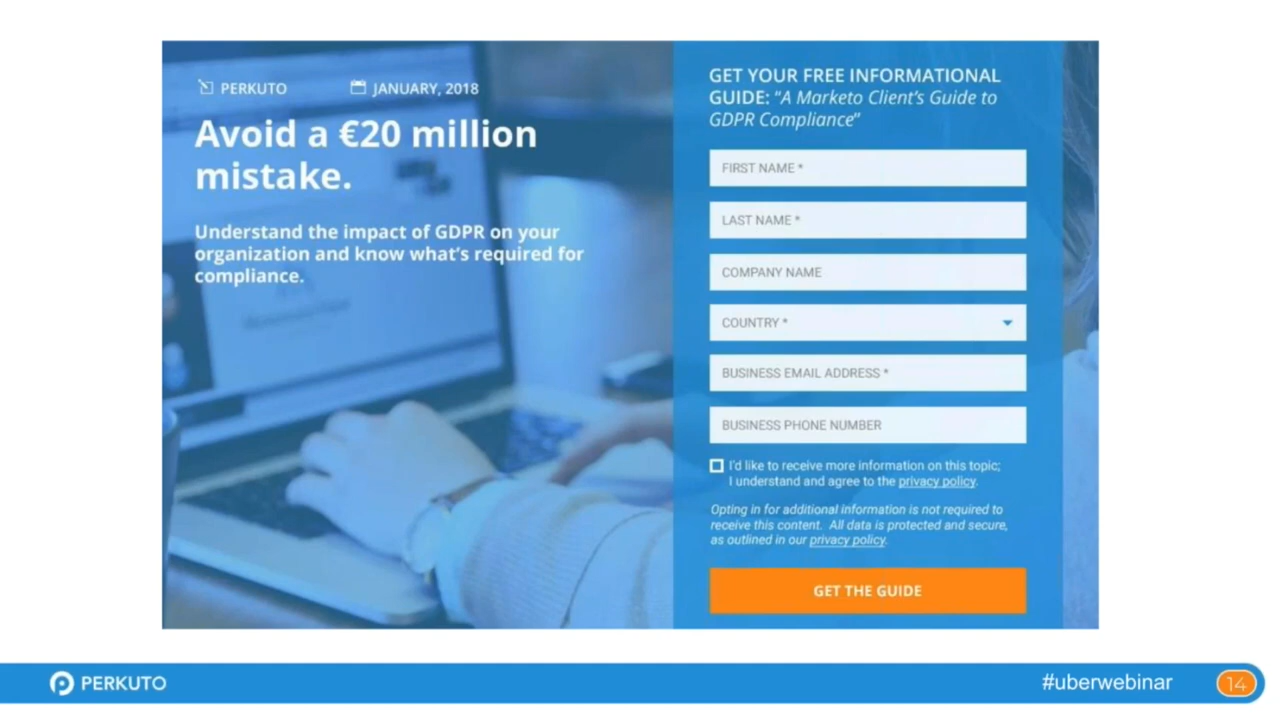 PERKUTO
JANUARY, 2018
Avoid a €20 million
mistake.
Understand the impact of GDPR on your
organization and know what's required for
compliance.
GET YOUR FREE INFORMATIONAL
GUIDE: "A Marketo Client's Guide to
GDPR Compliance"
FIRST NAME *
LAST NAME *
COMPANY NAME
COUNTRY *
BUSINESS EMAIL ADDRESS *
BUSINESS PHONE NUMBER
I'd like to receive more information on this topic;
I understand and agree to the privacy policy.
Opting in for additional information is not required to
receive this content. All data is protected and secure,
as outlined in our privacy policy.
GET THE GUIDE
PERKUTO
#uberwebinar
14